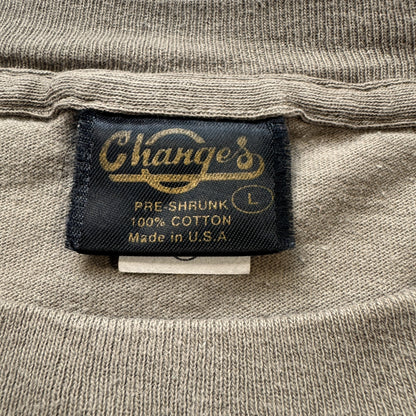 Changes
PRE-SHRUNK L
100% COTTON
Made in U.S.A.